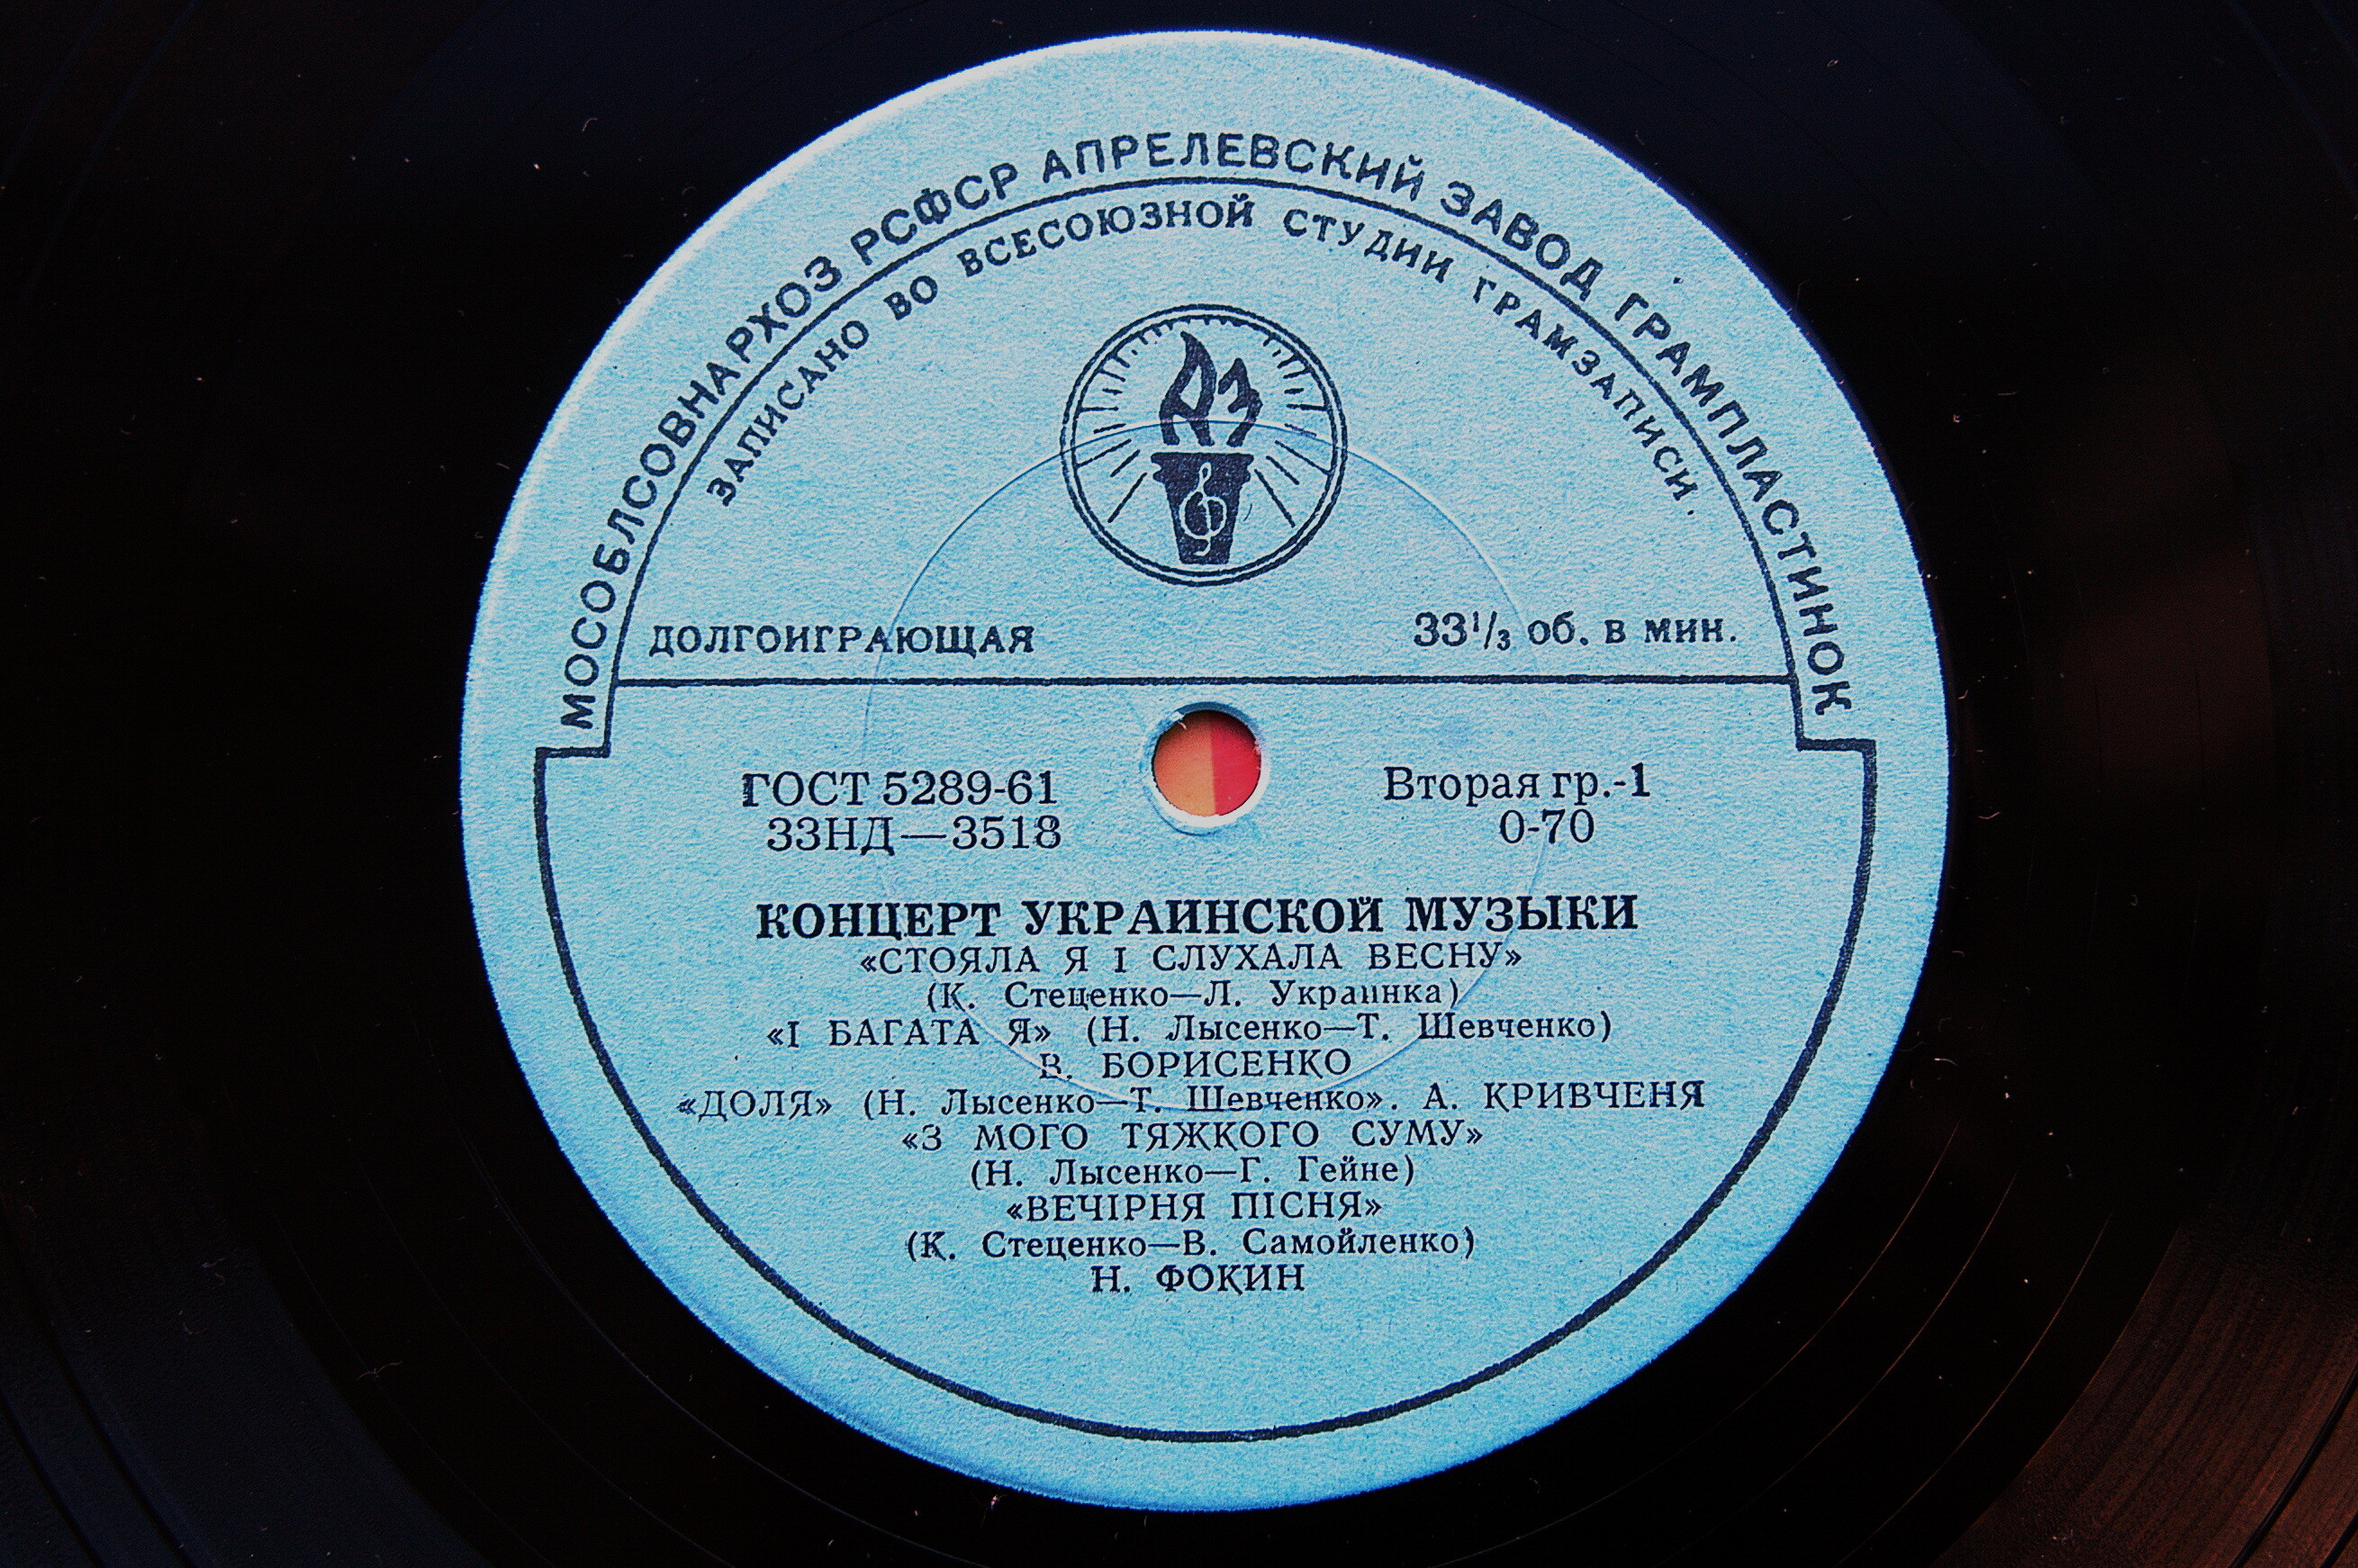 МОСОБЛСОВНАРХОЗ РСФСР АПРЕЛЕВСКИЙ ЗАВОД ГРАМПЛАСТИНОК
ЗАПИСАНО ВО ВСЕСОЮЗНОЙ СТУДИИ ГРАМЗАПИСИ.
ДОЛГОИГРАЮЩАЯ 33¹/₃ об. в мин.
ГОСТ 5289-61 Вторая гр.-1
33НД—3518 0-70
КОНЦЕРТ УКРАИНСКОЙ МУЗЫКИ
«СТОЯЛА Я І СЛУХАЛА ВЕСНУ»
(К. Стеценко—Л. Украинка)
«І БАГАТА Я» (Н. Лысенко—Т. Шевченко)
В. БОРИСЕНКО
«ДОЛЯ» (Н. Лысенко—Т. Шевченко». А. КРИВЧЕНЯ
«З МОГО ТЯЖКОГО СУМУ»
(Н. Лысенко—Г. Гейне)
«ВЕЧІРНЯ ПІСНЯ»
(К. Стеценко—В. Самойленко)
Н. ФОКИН